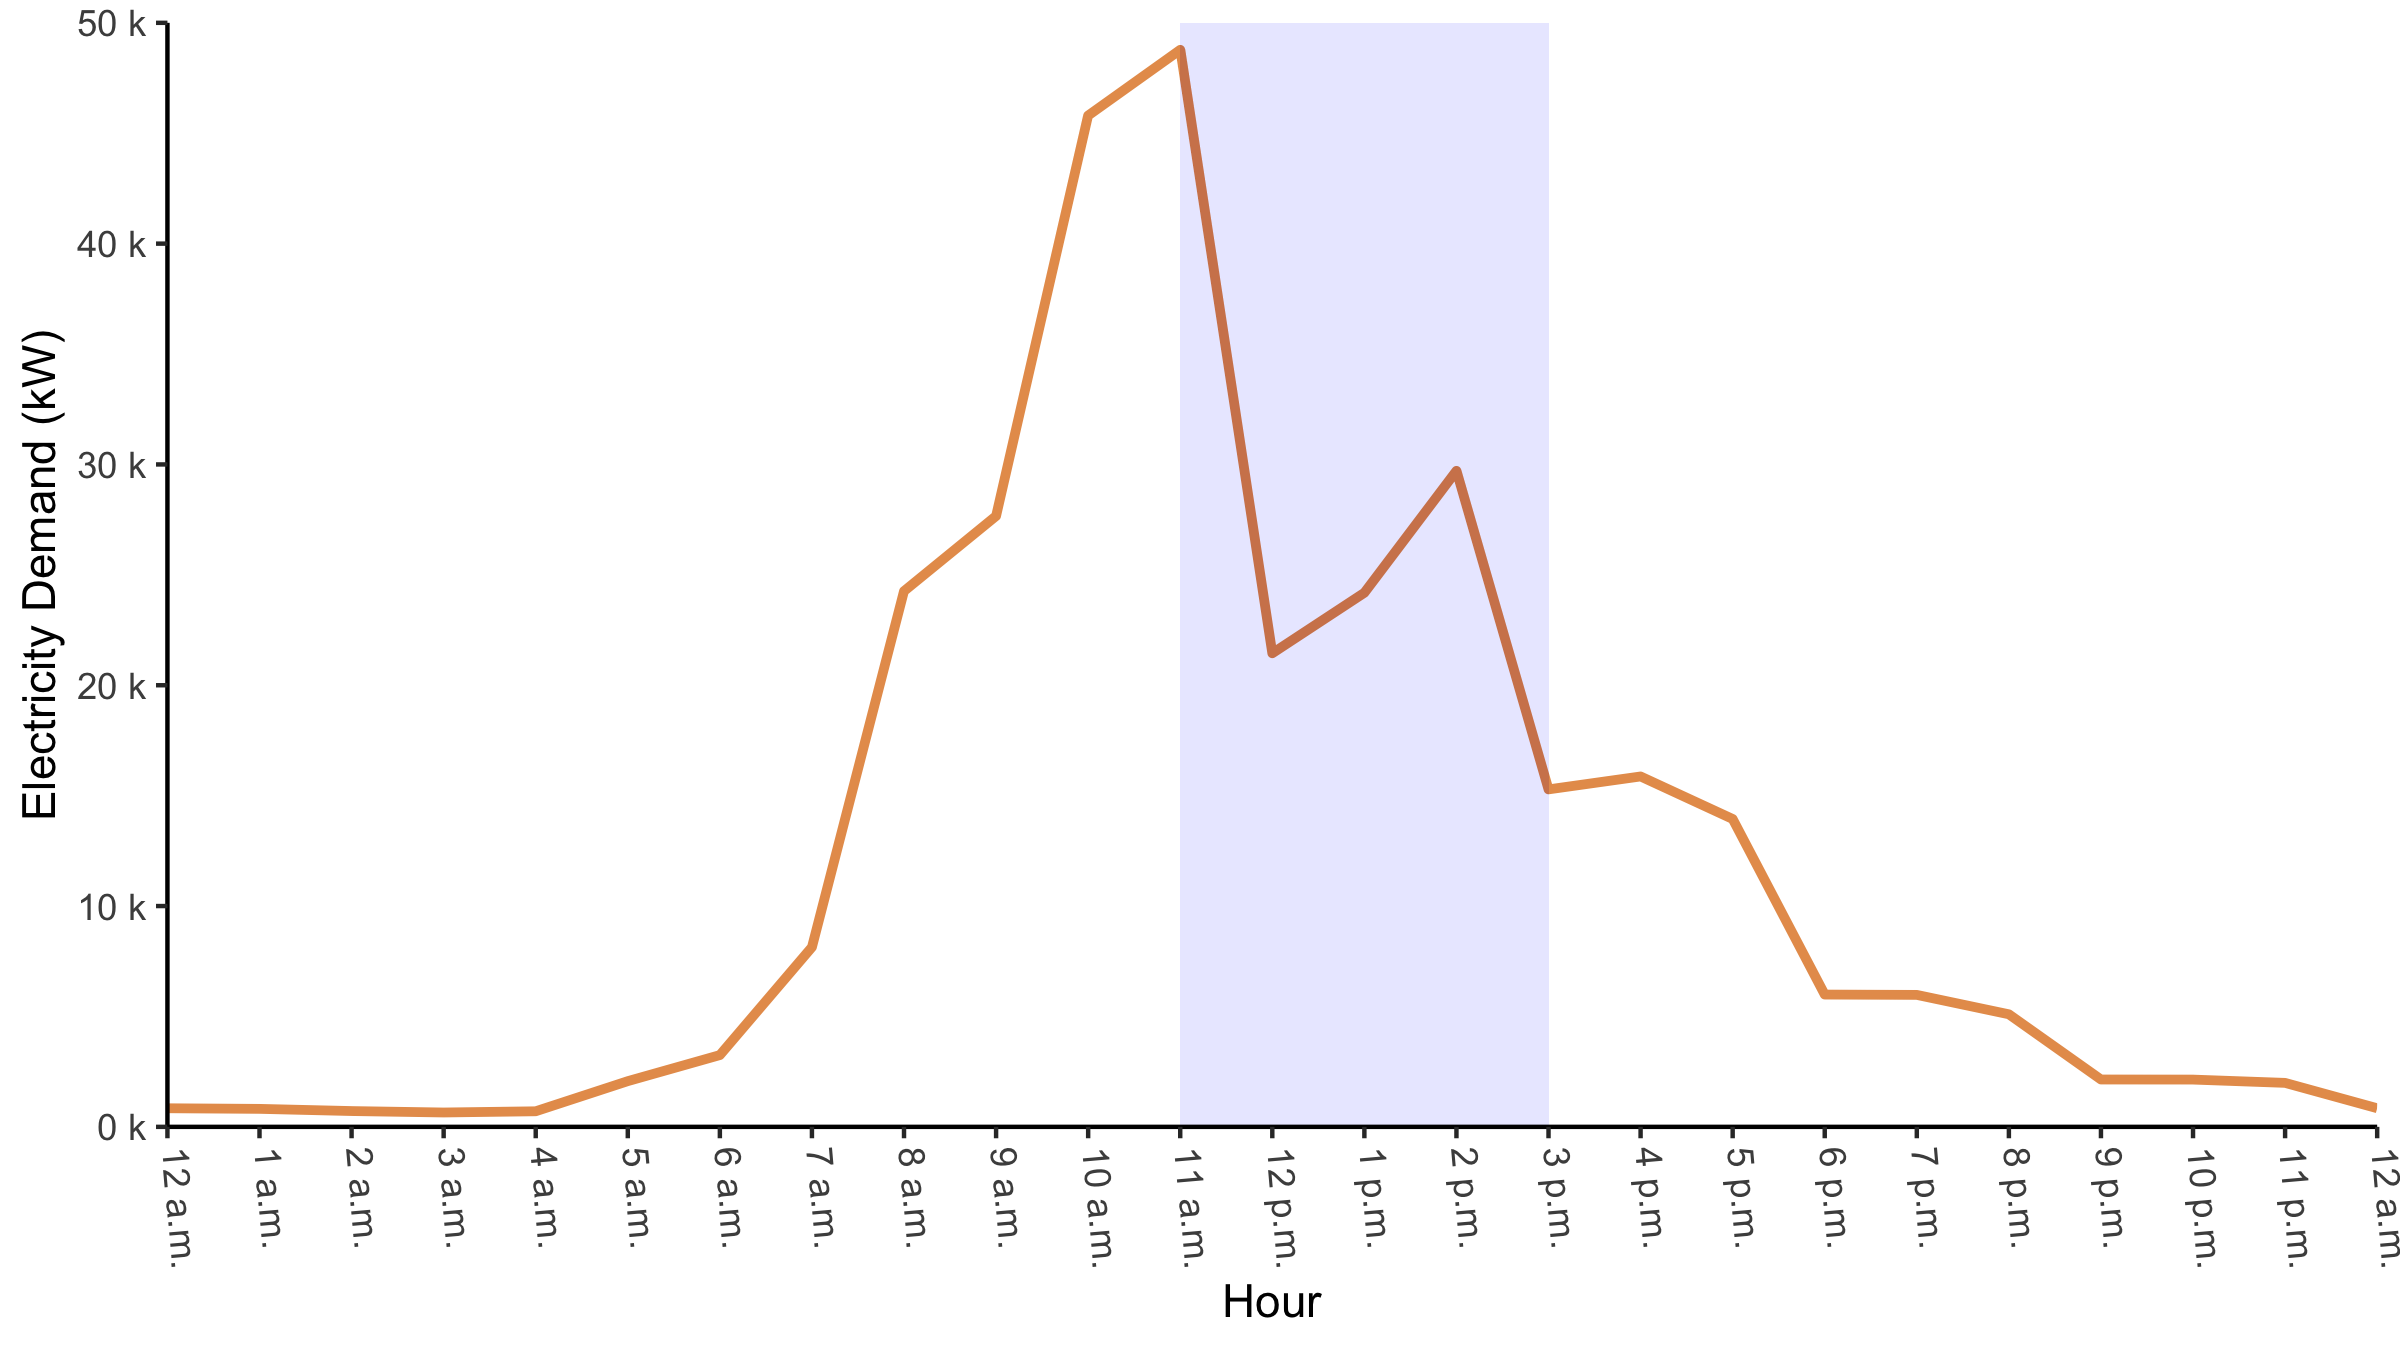 50 k
40 k
30 k
20 k
10 k
0 k
Electricity Demand (kW)
12 a.m.
1 a.m.
2 a.m.
3 a.m.
4 a.m.
5 a.m.
6 a.m.
7 a.m.
8 a.m.
9 a.m.
10 a.m.
11 a.m.
12 p.m.
1 p.m.
2 p.m.
3 p.m.
4 p.m.
5 p.m.
6 p.m.
7 p.m.
8 p.m.
9 p.m.
10 p.m.
11 p.m.
12 a.m.
Hour